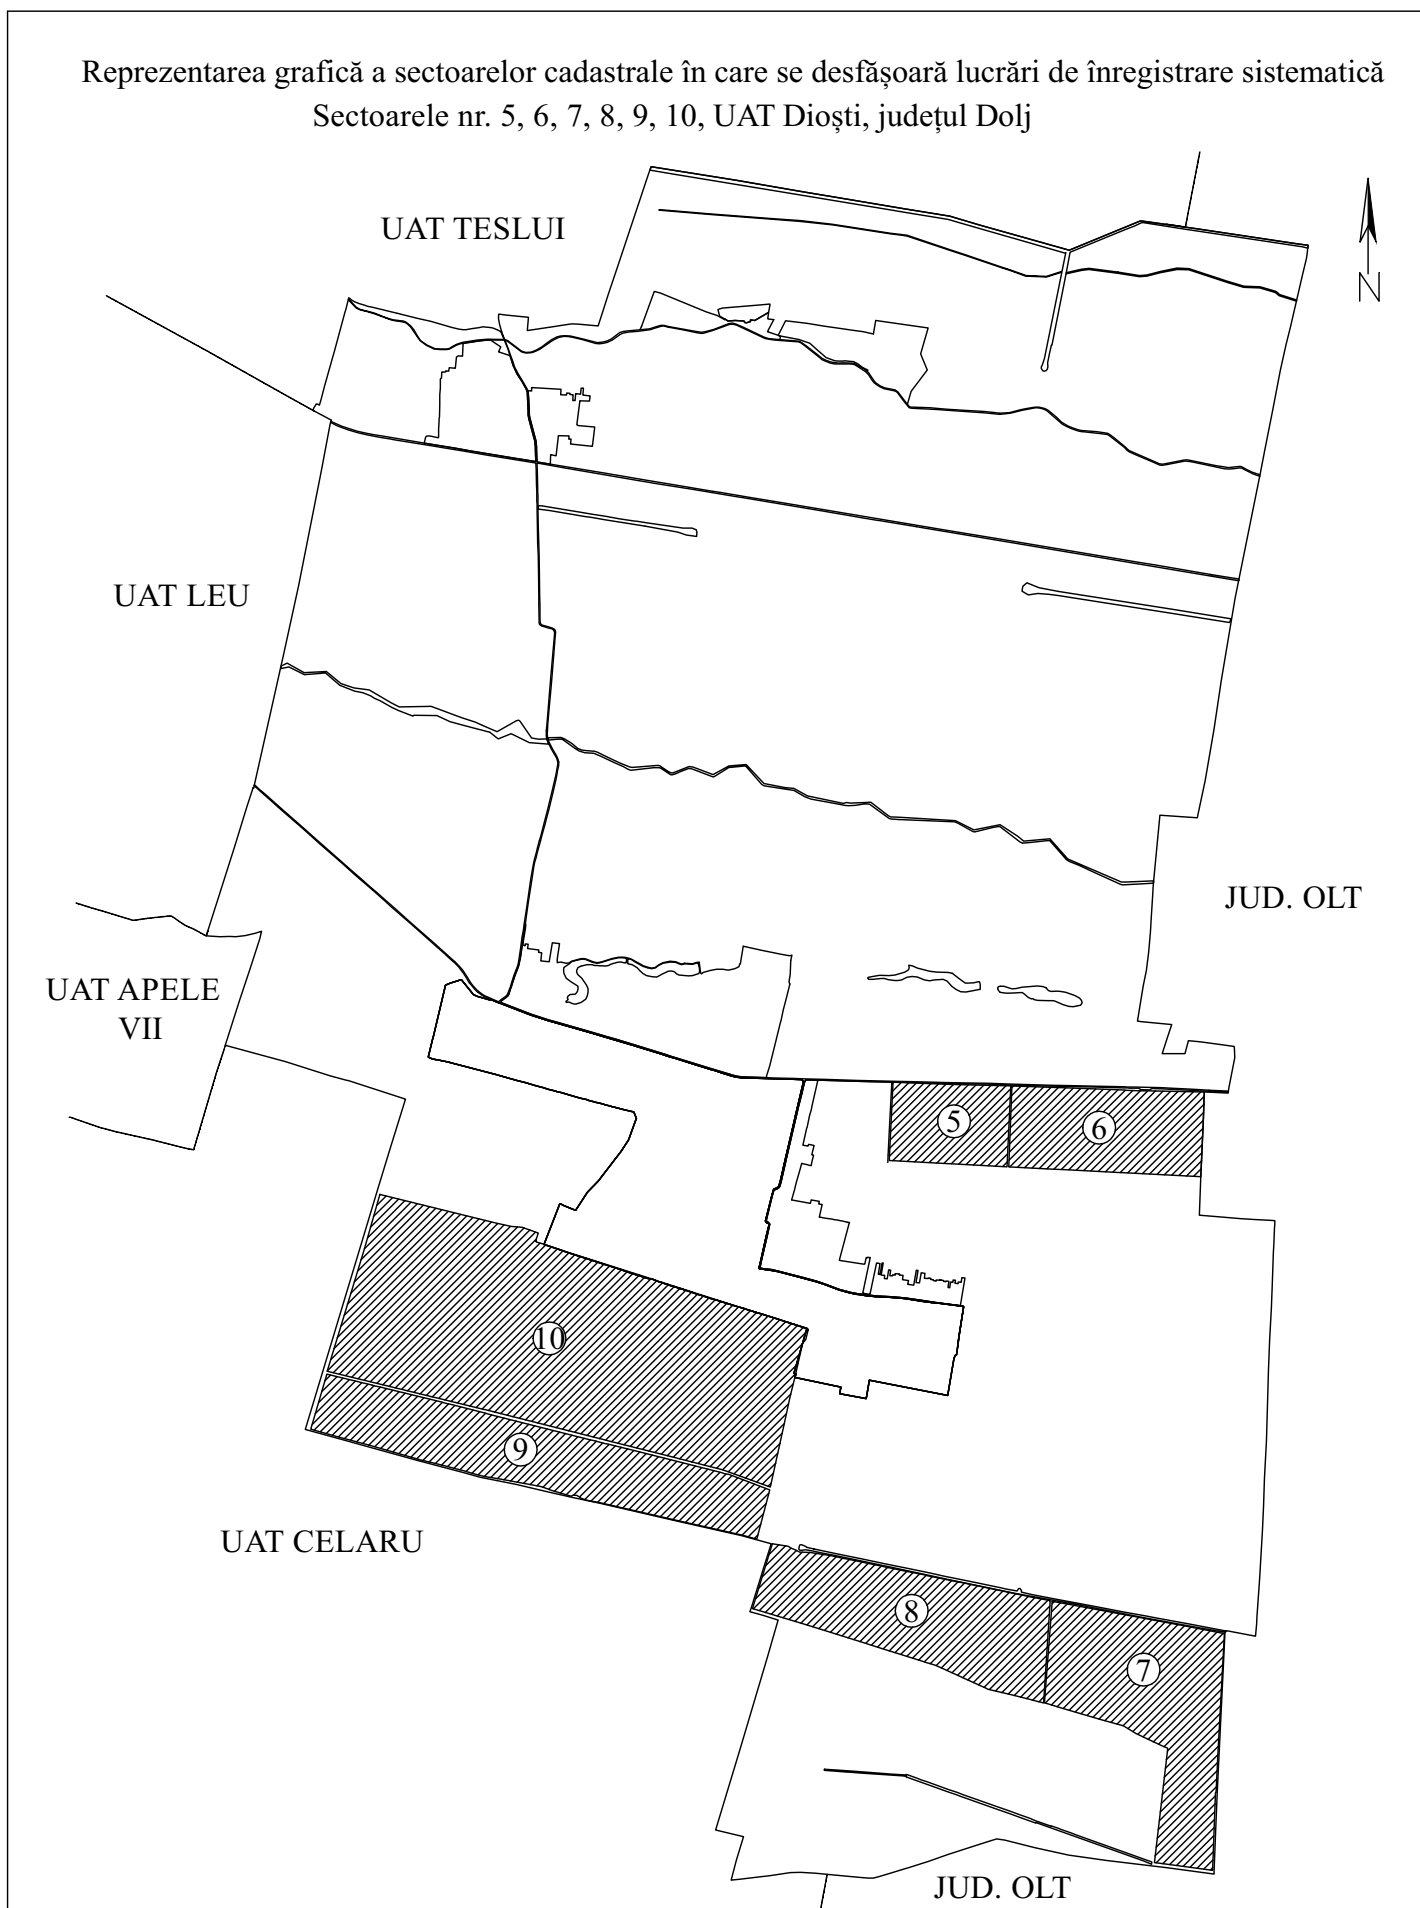 Reprezentarea grafică a sectoarelor cadastrale în care se desfășoară lucrări de înregistrare sistematică
Sectoarele nr. 5, 6, 7, 8, 9, 10, UAT Dioști, județul Dolj
UAT TESLUI
N
UAT LEU
JUD. OLT
UAT APELE
VII
5
6
10
9
UAT CELARU
8
7
JUD. OLT